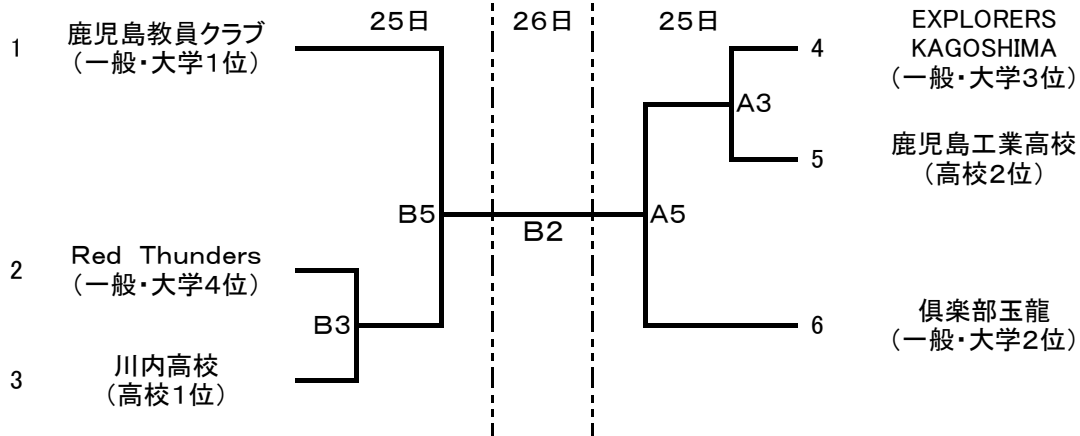 25日
26日
25日
1
鹿児島教員クラブ
(一般・大学1位)
2
Red Thunders
(一般・大学4位)
3
川内高校
(高校1位)
B3
B5
B2
A5
A3
4
EXPLORERS
KAGOSHIMA
(一般・大学3位)
5
鹿児島工業高校
(高校2位)
6
倶楽部玉龍
(一般・大学2位)